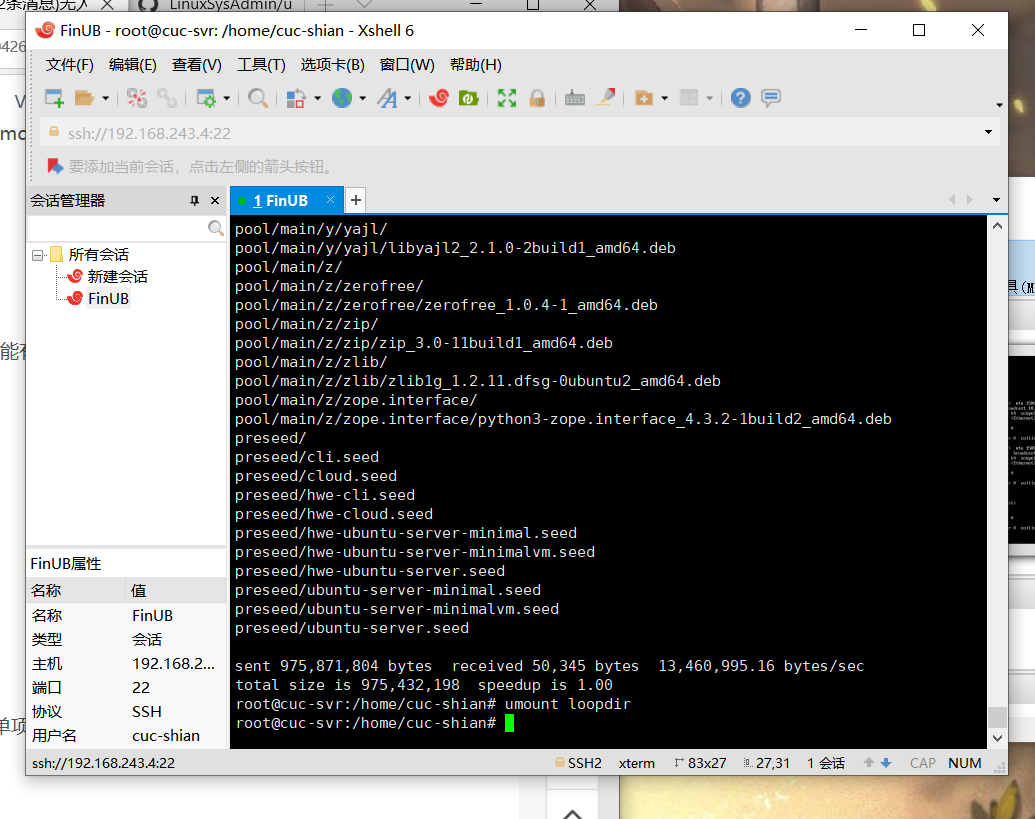 LinuxSysAdmin/u
FinUB - root@cuc-svr: /home/cuc-shian - Xshell 6
文件(F) 编辑(E) 查看(V) 工具(T) 选项卡(B) 窗口(W) 帮助(H)
ssh://192.168.243.4:22
要添加当前会话，点击左侧的箭头按钮。
会话管理器
1 FinUB
所有会话
新建会话
FinUB
pool/main/y/yajl/
pool/main/y/yajl/libyajl2_2.1.0-2build1_amd64.deb
pool/main/z/
pool/main/z/zerofree/
pool/main/z/zerofree/zerofree_1.0.4-1_amd64.deb
pool/main/z/zip/
pool/main/z/zip/zip_3.0-11build1_amd64.deb
pool/main/z/zlib/
pool/main/z/zlib/zlib1g_1.2.11.dfsg-0ubuntu2_amd64.deb
pool/main/z/zope.interface/
pool/main/z/zope.interface/python3-zope.interface_4.3.2-1build2_amd64.deb
preseed/
preseed/cli.seed
preseed/cloud.seed
preseed/hwe-cli.seed
preseed/hwe-cloud.seed
preseed/hwe-ubuntu-server-minimal.seed
preseed/hwe-ubuntu-server-minimalvm.seed
preseed/hwe-ubuntu-server.seed
preseed/ubuntu-server-minimal.seed
preseed/ubuntu-server-minimalvm.seed
preseed/ubuntu-server.seed
sent 975,871,804 bytes  received 50,345 bytes  13,460,995.16 bytes/sec
total size is 975,432,198  speedup is 1.00
root@cuc-svr:/home/cuc-shian# umount loopdir
root@cuc-svr:/home/cuc-shian#
FinUB属性
名称 值
名称 FinUB
类型 会话
主机 192.168.2...
端口 22
协议 SSH
用户名 cuc-shian
ssh://192.168.243.4:22 SSH2 xterm 83x27 27,31 1 会话 CAP NUM